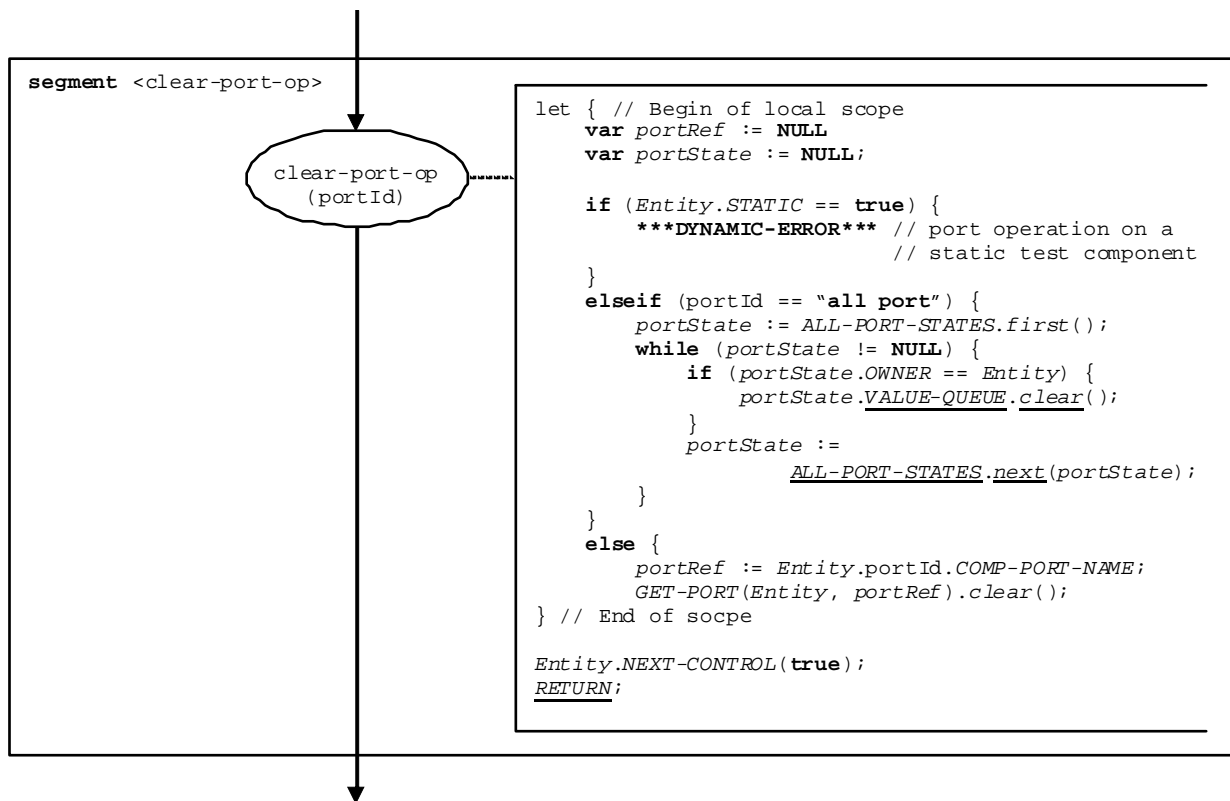 segment <clear-port-op>
clear-port-op
(portId)
let { // Begin of local scope
var portRef := NULL
var portState := NULL;
if (Entity.STATIC == true) {
***DYNAMIC-ERROR*** // port operation on a
// static test component
}
elseif (portId == “all port”) {
portState := ALL-PORT-STATES.first();
while (portState != NULL) {
if (portState.OWNER == Entity) {
portState.VALUE-QUEUE.clear();
}
portState :=
ALL-PORT-STATES.next(portState);
}
}
else {
portRef := Entity.portId.COMP-PORT-NAME;
GET-PORT(Entity, portRef).clear();
} // End of socpe
Entity.NEXT-CONTROL(true);
RETURN;